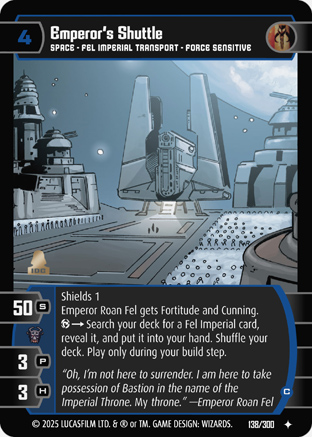 4
Emperor's Shuttle
SPACE • FEL IMPERIAL TRANSPORT • FORCE SENSITIVE
100
50 S
3 P
3 H
Shields 1
Emperor Roan Fel gets Fortitude and Cunning.
→ Search your deck for a Fel Imperial card,
reveal it, and put it into your hand. Shuffle your
deck. Play only during your build step.
“Oh, I'm not here to surrender. I am here to take
possession of Bastion in the name of the
Imperial Throne. My throne.” —Emperor Roan Fel
C
© 2025 LUCASFILM LTD. & ® or TM. GAME DESIGN: WIZARDS. 138/300